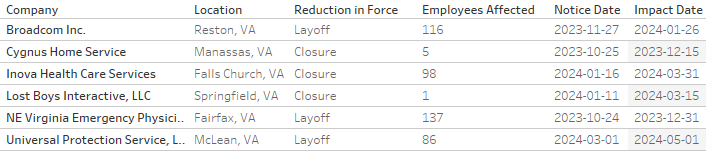 Company Location Reduction in Force Employees Affected Notice Date Impact Date
Broadcom Inc. Reston, VA Layoff 116 2023-11-27 2024-01-26
Cygnus Home Service Manassas, VA Closure 5 2023-10-25 2023-12-15
Inova Health Care Services Falls Church, VA Closure 98 2024-01-16 2024-03-31
Lost Boys Interactive, LLC Springfield, VA Closure 1 2024-01-11 2024-03-15
NE Virginia Emergency Physici.. Fairfax, VA Layoff 137 2023-10-24 2023-12-31
Universal Protection Service, L.. McLean, VA Layoff 86 2024-03-01 2024-05-01